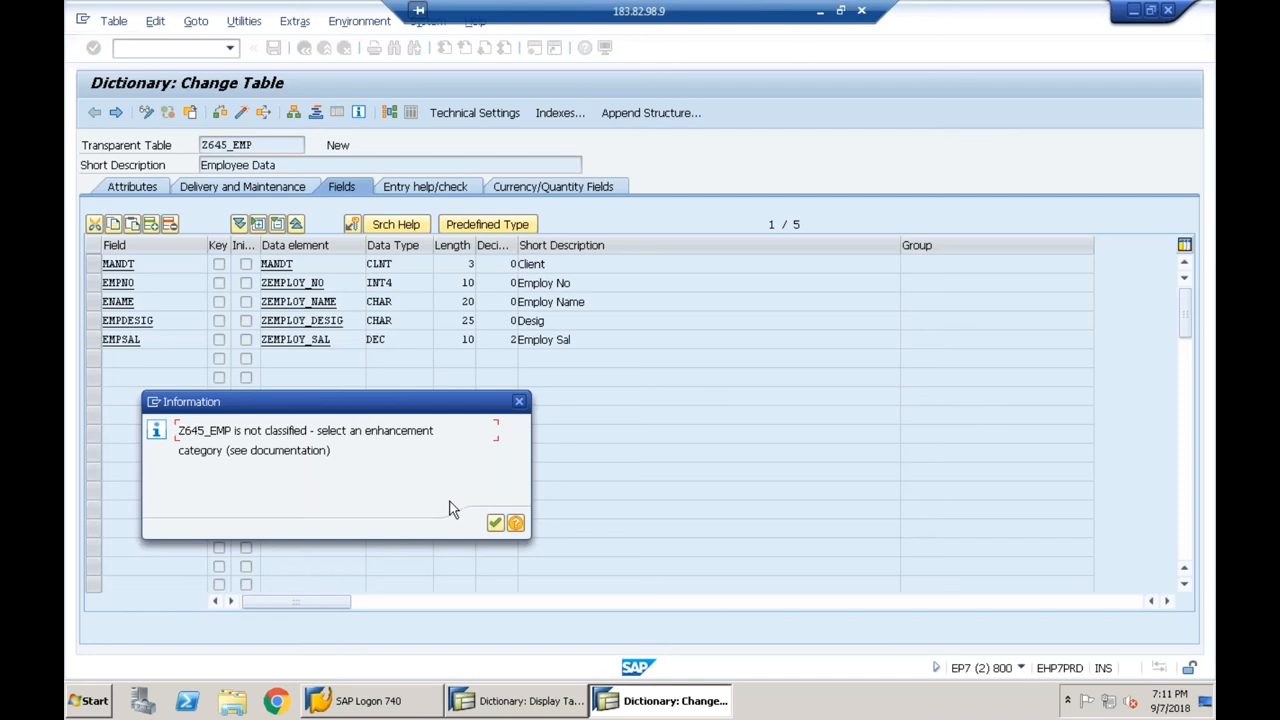 183.82.98.9
Table Edit Goto Utilities Extras Environment Help
Dictionary: Change Table
Technical Settings Indexes... Append Structure...
Transparent Table Z645_EMP New
Short Description Employee Data
Attributes Delivery and Maintenance Fields Entry help/check Currency/Quantity Fields
Srch Help Predefined Type 1 / 5
Field Key Ini... Data element Data Type Length Deci... Short Description Group
MANDT MANDT CLNT 3 0 Client
EMPNO ZEMPLOY_NO INT4 10 0 Employ No
ENAME ZEMPLOY_NAME CHAR 20 0 Employ Name
EMPDESIG ZEMPLOY_DESIG CHAR 25 0 Desig
EMPSAL ZEMPLOY_SAL DEC 10 2 Employ Sal
Information
Z645_EMP is not classified - select an enhancement
category (see documentation)
SAP
EP7 (2) 800 EHP7PRD INS
Start SAP Logon 740 Dictionary: Display Ta... Dictionary: Change...
7:11 PM
9/7/2018